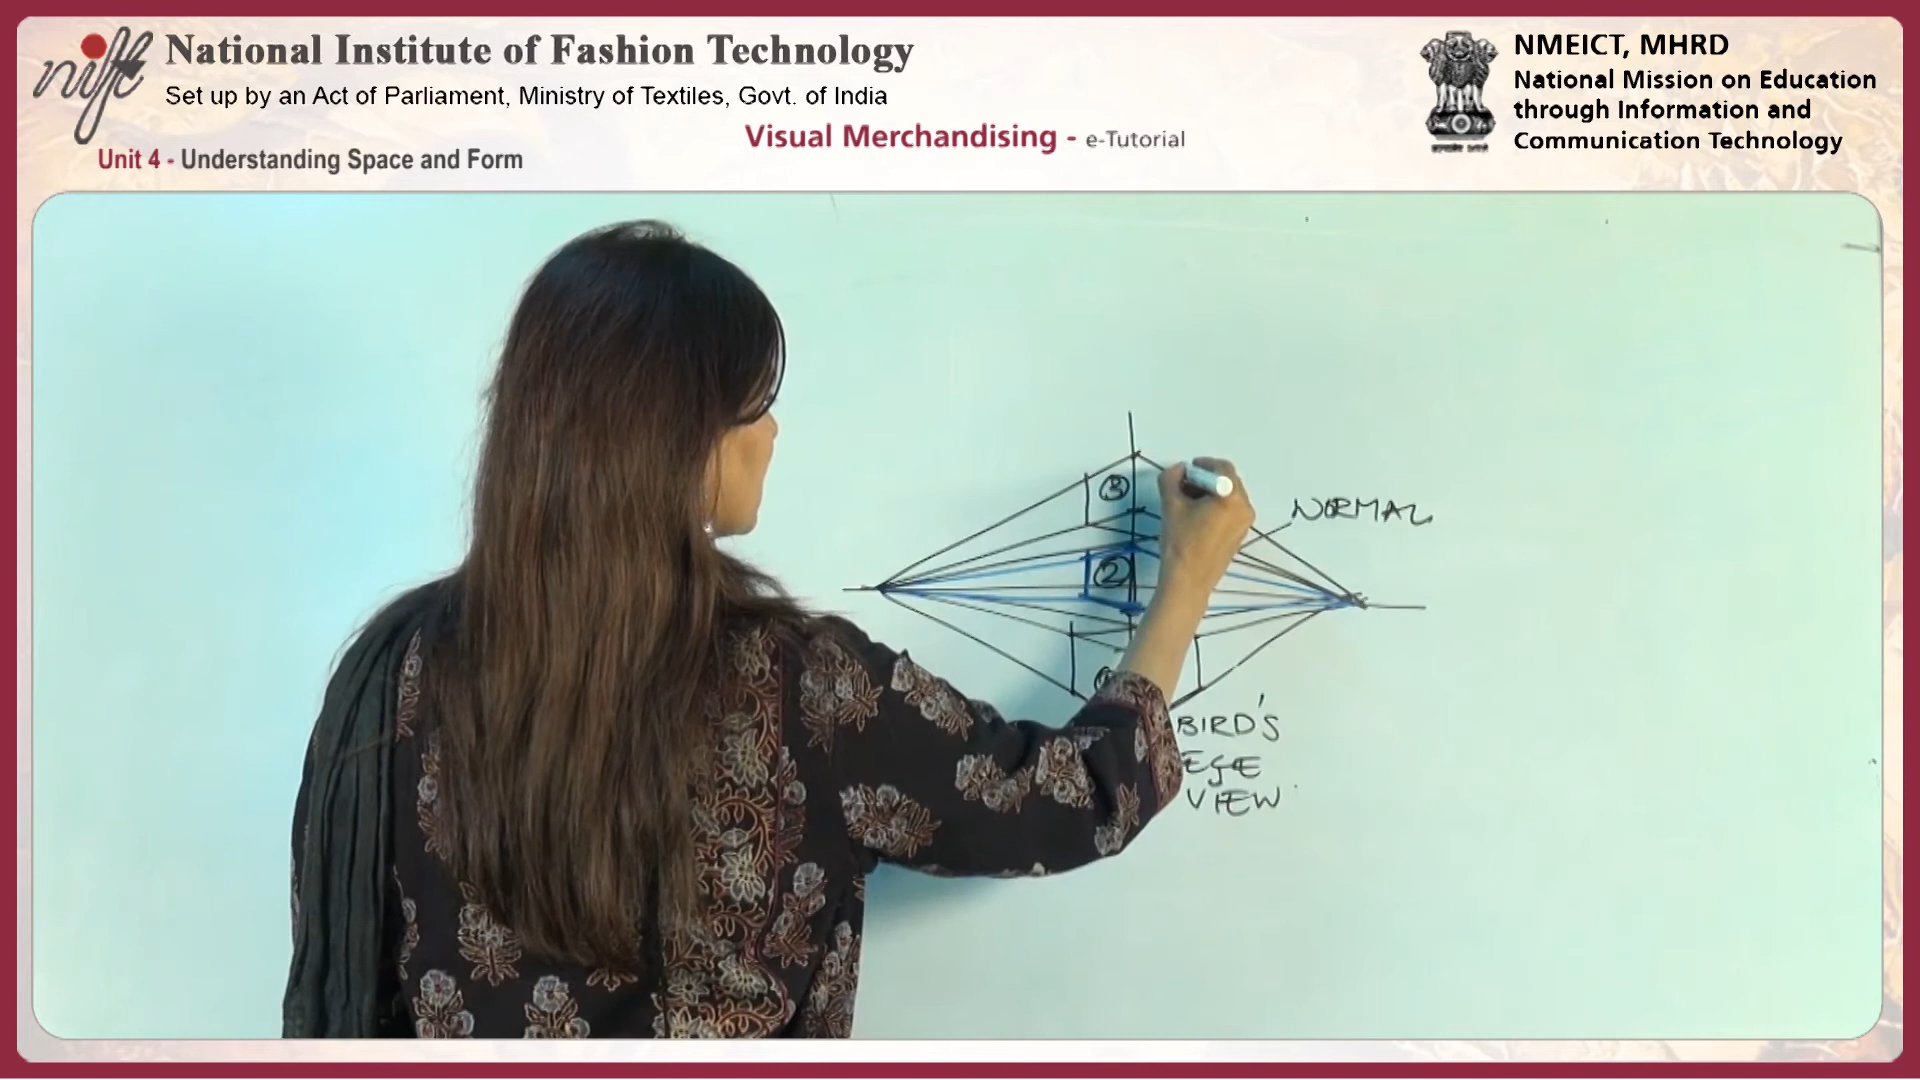 nift
National Institute of Fashion Technology
Set up by an Act of Parliament, Ministry of Textiles, Govt. of India
Visual Merchandising - e-Tutorial
Unit 4 - Understanding Space and Form
NMEICT, MHRD
National Mission on Education
through Information and
Communication Technology
3
NORMAL
2
BIRD'S
EYE
VIEW